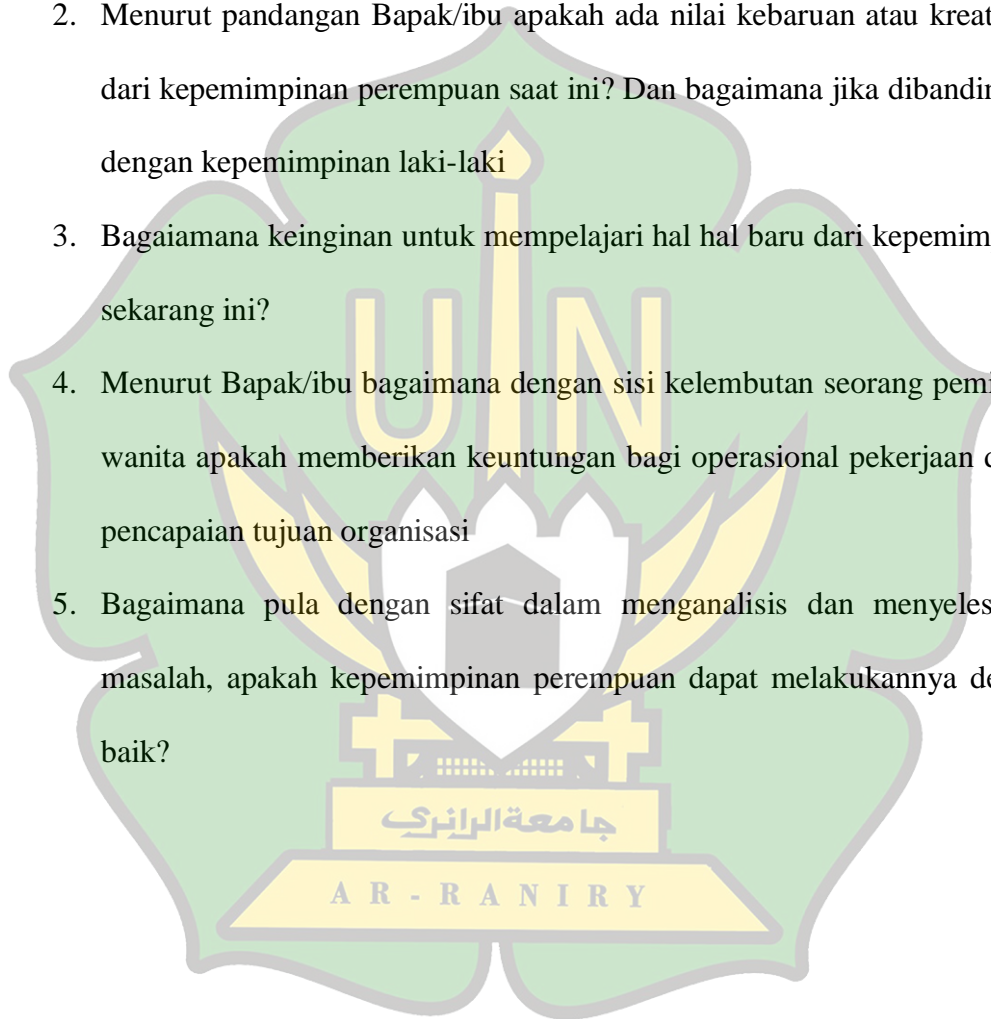 2. Menurut pandangan Bapak/ibu apakah ada nilai kebaruan atau kreat
dari kepemimpinan perempuan saat ini? Dan bagaimana jika dibandin
dengan kepemimpinan laki-laki
3. Bagaiamana keinginan untuk mempelajari hal hal baru dari kepemim
sekarang ini?
4. Menurut Bapak/ibu bagaimana dengan sisi kelembutan seorang pemi
wanita apakah memberikan keuntungan bagi operasional pekerjaan d
pencapaian tujuan organisasi
5. Bagaimana pula dengan sifat dalam menganalisis dan menyeles
masalah, apakah kepemimpinan perempuan dapat melakukannya de
baik?
UIN
جامعةالرانري
AR-RANIRY